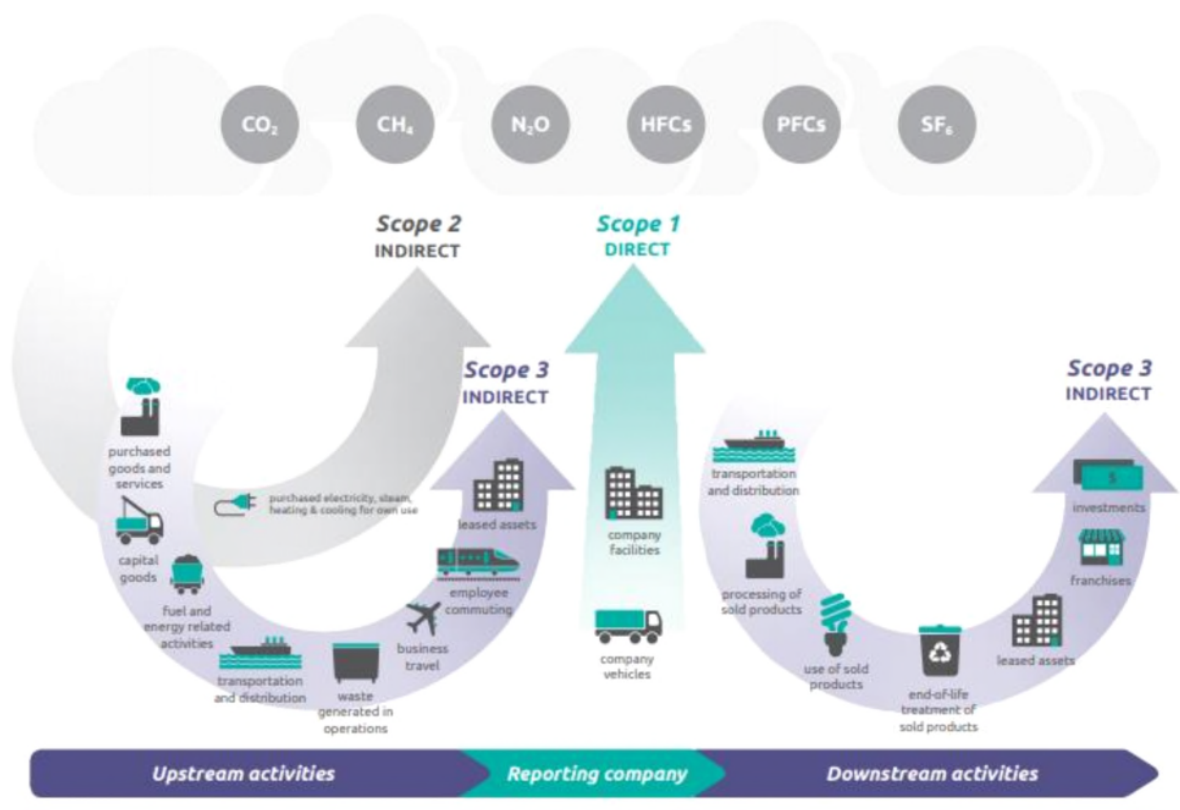 CO₂
CH₄
N₂O
HFCs
PFCs
SF₆
Scope 2
INDIRECT
Scope 1
DIRECT
Scope 3
INDIRECT
Scope 3
INDIRECT
purchased
goods and
services
capital
goods
fuel and
energy related
activities
transportation
and distribution
waste
generated in
operations
business
travel
employee
commuting
leased assets
purchased electricity, steam,
heating & cooling for own use
company
facilities
company
vehicles
transportation
and distribution
processing of
sold products
use of sold
products
end-of-life
treatment of
sold products
leased assets
franchises
investments
$
Upstream activities
Reporting company
Downstream activities